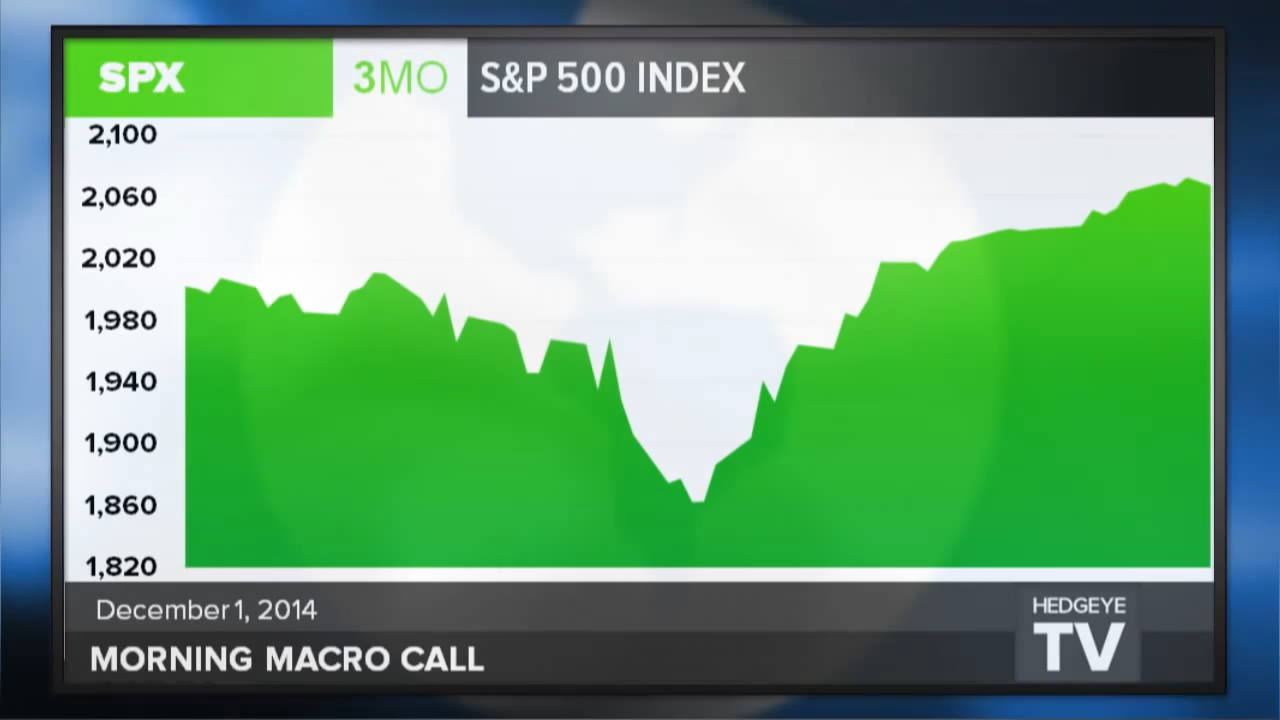 SPX 3MO S&P 500 INDEX
2,100
2,060
2,020
1,980
1,940
1,900
1,860
1,820
December 1, 2014
MORNING MACRO CALL
HEDGEYE
TV